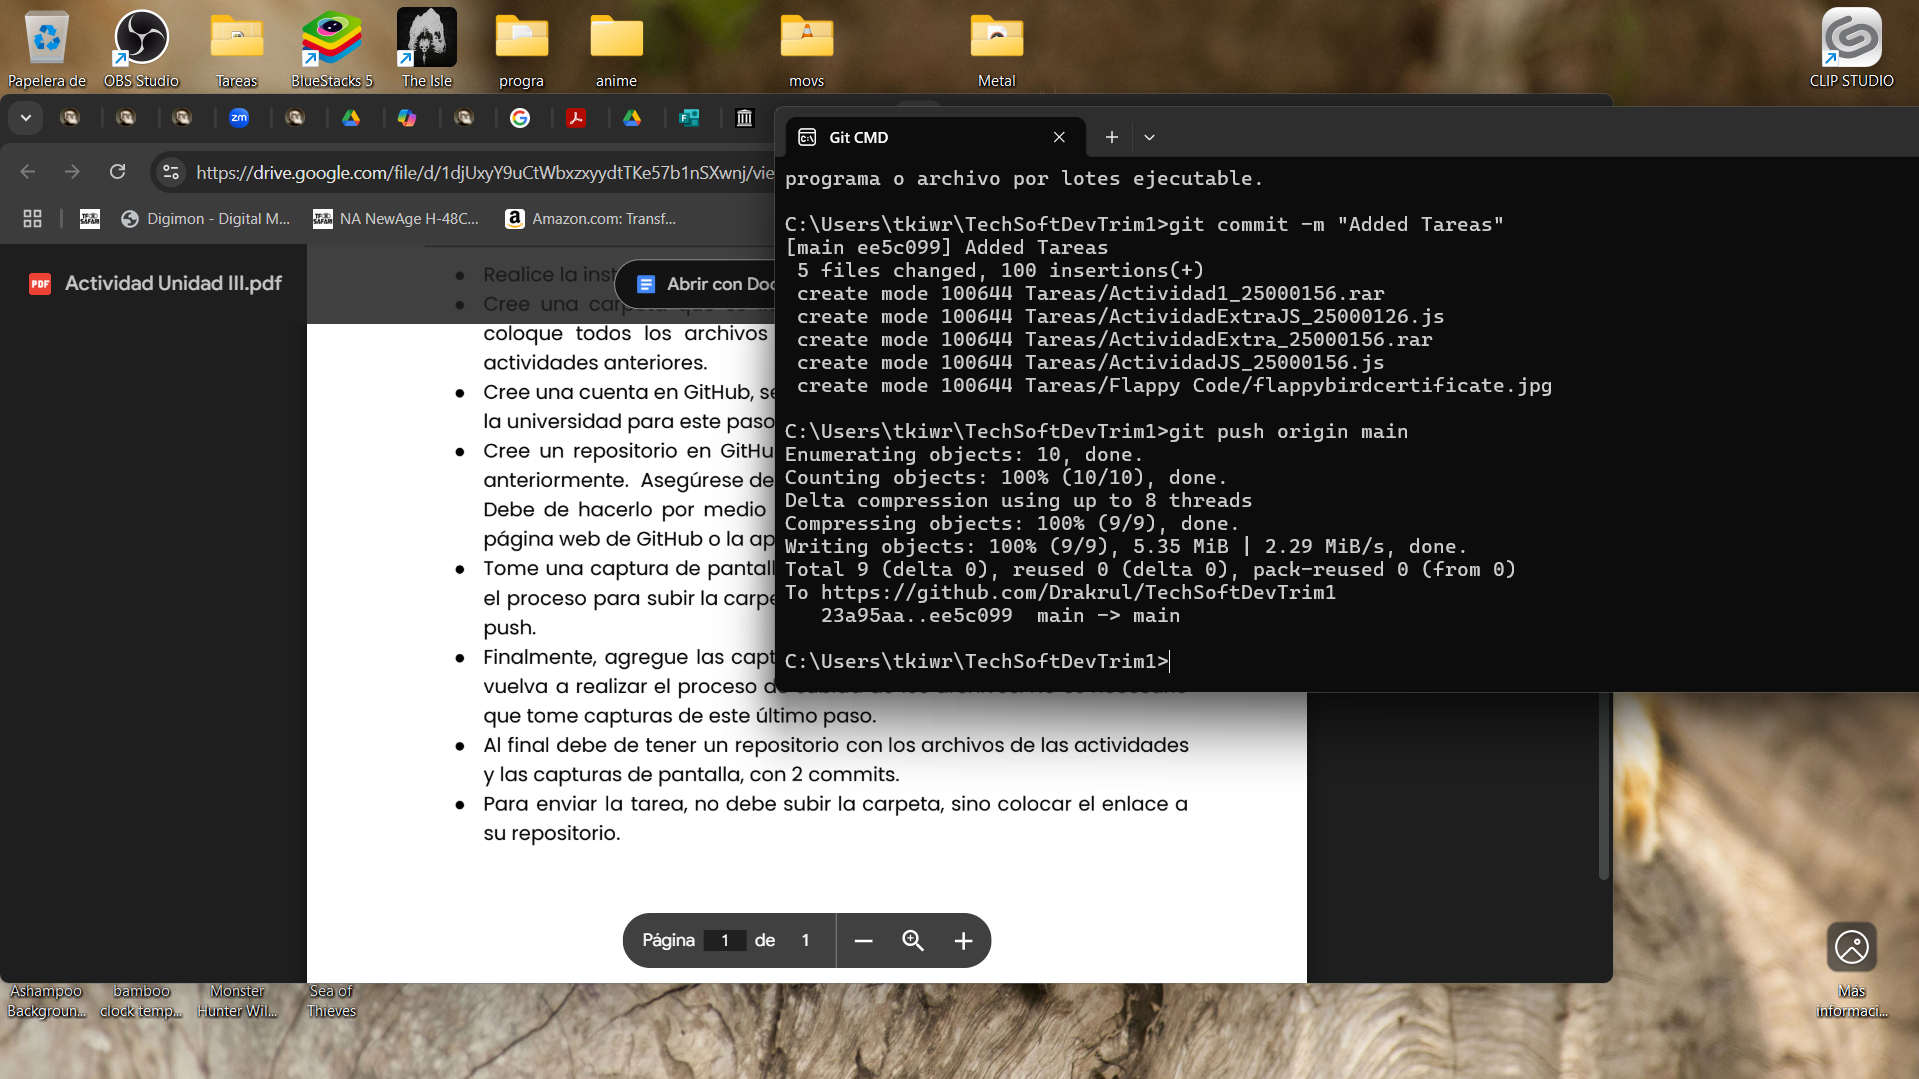 Papelera de
OBS Studio
Tareas
BlueStacks 5
The Isle
progra
anime
movs
Metal
CLIP STUDIO
zm
Git CMD
https://drive.google.com/file/d/1djUxyY9uCtWbxzxyydtTKe57b1nSXwnj/vie
Digimon - Digital M...
NA NewAge H-48C...
Amazon.com: Transf...
PDF
Actividad Unidad III.pdf
Abrir con Doc
Realice la inst
Cree una carpeta que se ll
coloque todos los archivos
actividades anteriores.
Cree una cuenta en GitHub, se
la universidad para este paso
Cree un repositorio en GitHu
anteriormente. Asegúrese de
Debe de hacerlo por medio
página web de GitHub o la ap
Tome una captura de pantall
el proceso para subir la carpe
push.
Finalmente, agregue las capt
vuelva a realizar el proceso de subida de los archivos. No es necesario
que tome capturas de este último paso.
Al final debe de tener un repositorio con los archivos de las actividades
y las capturas de pantalla, con 2 commits.
Para enviar la tarea, no debe subir la carpeta, sino colocar el enlace a
su repositorio.
Página 1 de 1
programa o archivo por lotes ejecutable.
C:\Users\tkiwr\TechSoftDevTrim1>git commit -m "Added Tareas"
[main ee5c099] Added Tareas
5 files changed, 100 insertions(+)
create mode 100644 Tareas/Actividad1_25000156.rar
create mode 100644 Tareas/ActividadExtraJS_25000126.js
create mode 100644 Tareas/ActividadExtra_25000156.rar
create mode 100644 Tareas/ActividadJS_25000156.js
create mode 100644 Tareas/Flappy Code/flappybirdcertificate.jpg
C:\Users\tkiwr\TechSoftDevTrim1>git push origin main
Enumerating objects: 10, done.
Counting objects: 100% (10/10), done.
Delta compression using up to 8 threads
Compressing objects: 100% (9/9), done.
Writing objects: 100% (9/9), 5.35 MiB | 2.29 MiB/s, done.
Total 9 (delta 0), reused 0 (delta 0), pack-reused 0 (from 0)
To https://github.com/Drakrul/TechSoftDevTrim1
23a95aa..ee5c099  main -> main
C:\Users\tkiwr\TechSoftDevTrim1>
Ashampoo
Backgroun...
bamboo
clock temp...
Monster
Hunter Wil...
Sea of
Thieves
Más
informaci...